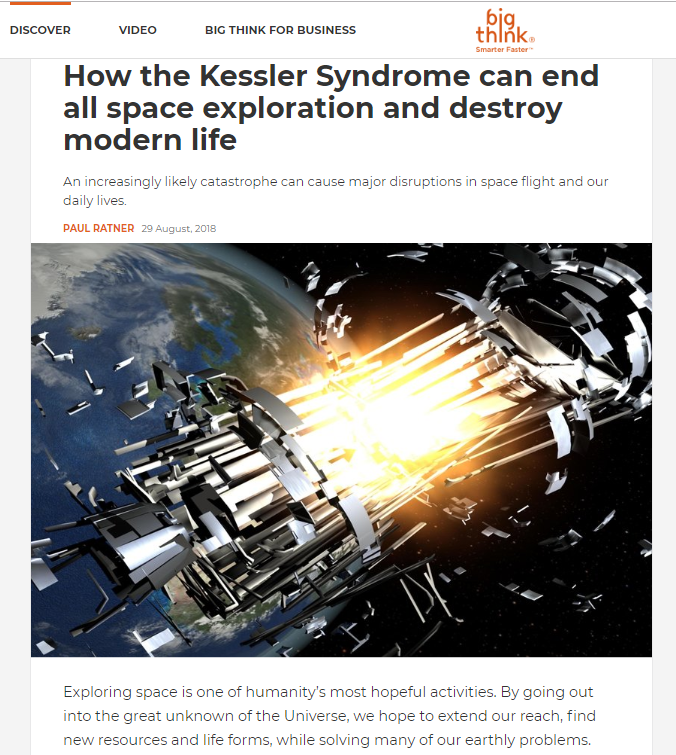 DISCOVER VIDEO BIG THINK FOR BUSINESS
big
think®
Smarter Faster™
How the Kessler Syndrome can end
all space exploration and destroy
modern life
An increasingly likely catastrophe can cause major disruptions in space flight and our
daily lives.
PAUL RATNER 29 August, 2018
Exploring space is one of humanity's most hopeful activities. By going out
into the great unknown of the Universe, we hope to extend our reach, find
new resources and life forms, while solving many of our earthly problems.